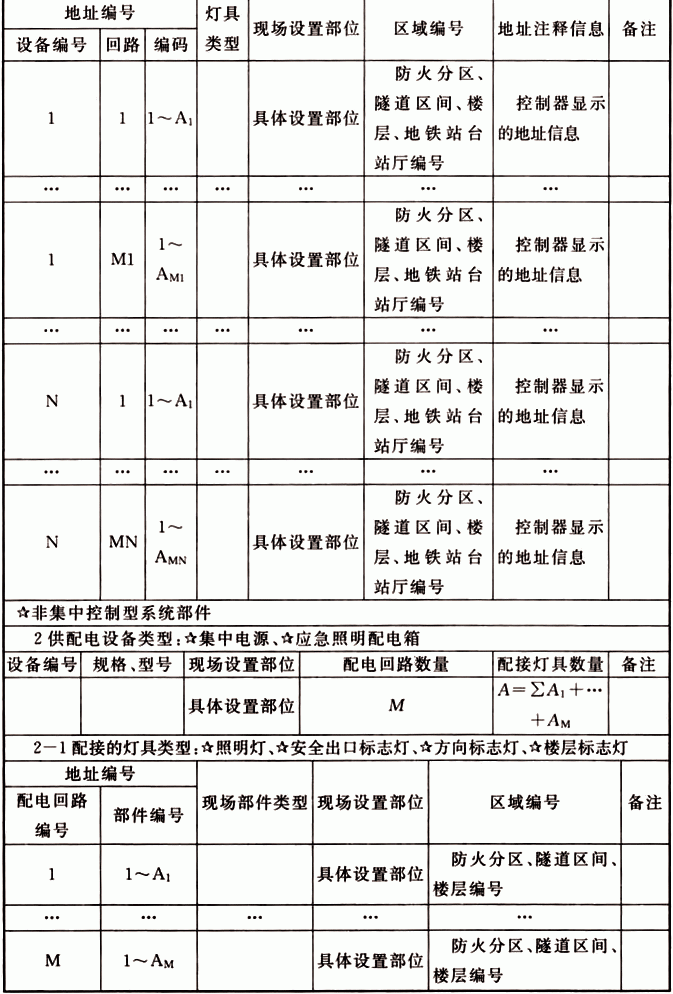 地址编号 灯具类型 现场设置部位 区域编号 地址注释信息 备注
设备编号 回路 编码
1 1 1～A1 具体设置部位 防火分区、隧道区间、楼层、地铁站台站厅编号 控制器显示的地址信息
… … … … … … …
1 M1 1～AM1 具体设置部位 防火分区、隧道区间、楼层、地铁站台站厅编号 控制器显示的地址信息
… … … … … …
N 1 1～A1 具体设置部位 防火分区、隧道区间、楼层、地铁站台站厅编号 控制器显示的地址信息
… … … … … …
N MN 1～AMN 具体设置部位 防火分区、隧道区间、楼层、地铁站台站厅编号 控制器显示的地址信息
☆非集中控制型系统部件
2 供配电设备类型:☆集中电源、☆应急照明配电箱
设备编号 规格、型号 现场设置部位 配电回路数量 配接灯具数量 备注
具体设置部位 M A=∑A1+…+AM
2－1 配接的灯具类型:☆照明灯、☆安全出口标志灯、☆方向标志灯、☆楼层标志灯
地址编号 现场部件类型 现场设置部位 区域编号 备注
配电回路编号 部件编号
1 1～A1 具体设置部位 防火分区、隧道区间、楼层编号
… … … … …
M 1～AM 具体设置部位 防火分区、隧道区间、楼层编号